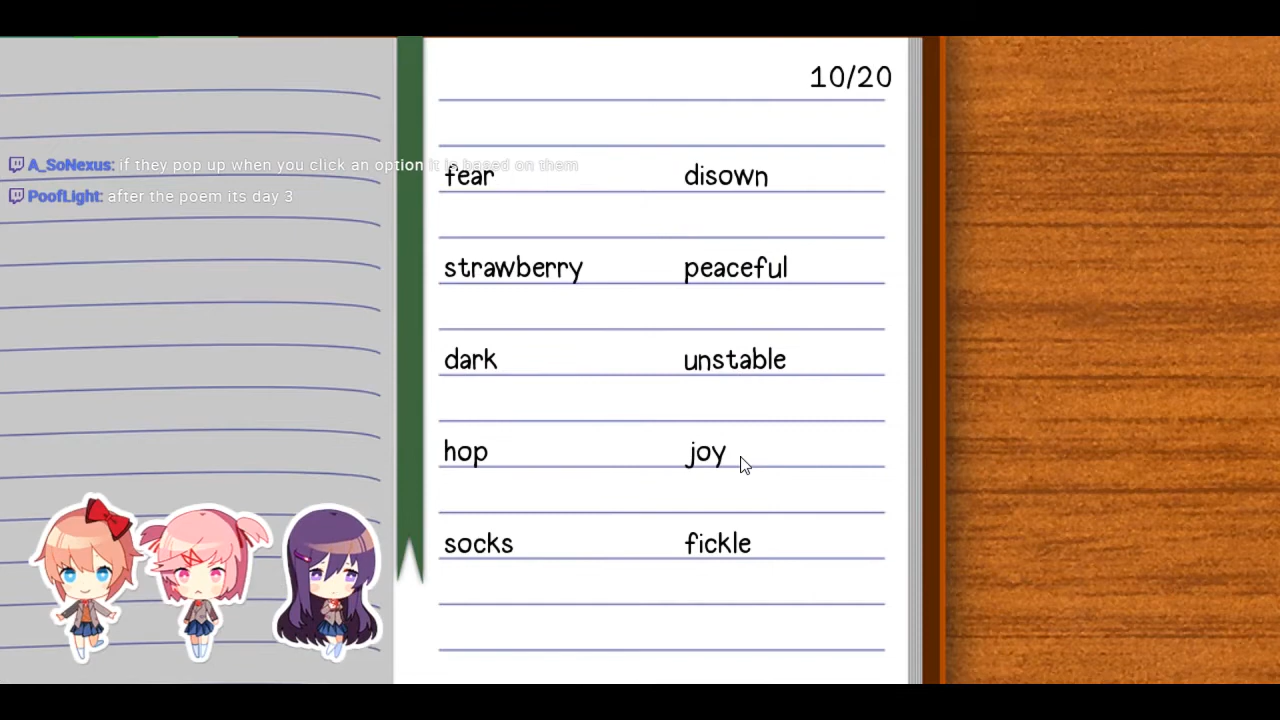 10/20
A_SoNexus: if they pop up when you click an option it is based on them
fear disown
PoofLight: after the poem its day 3
strawberry peaceful
dark unstable
hop joy
socks fickle